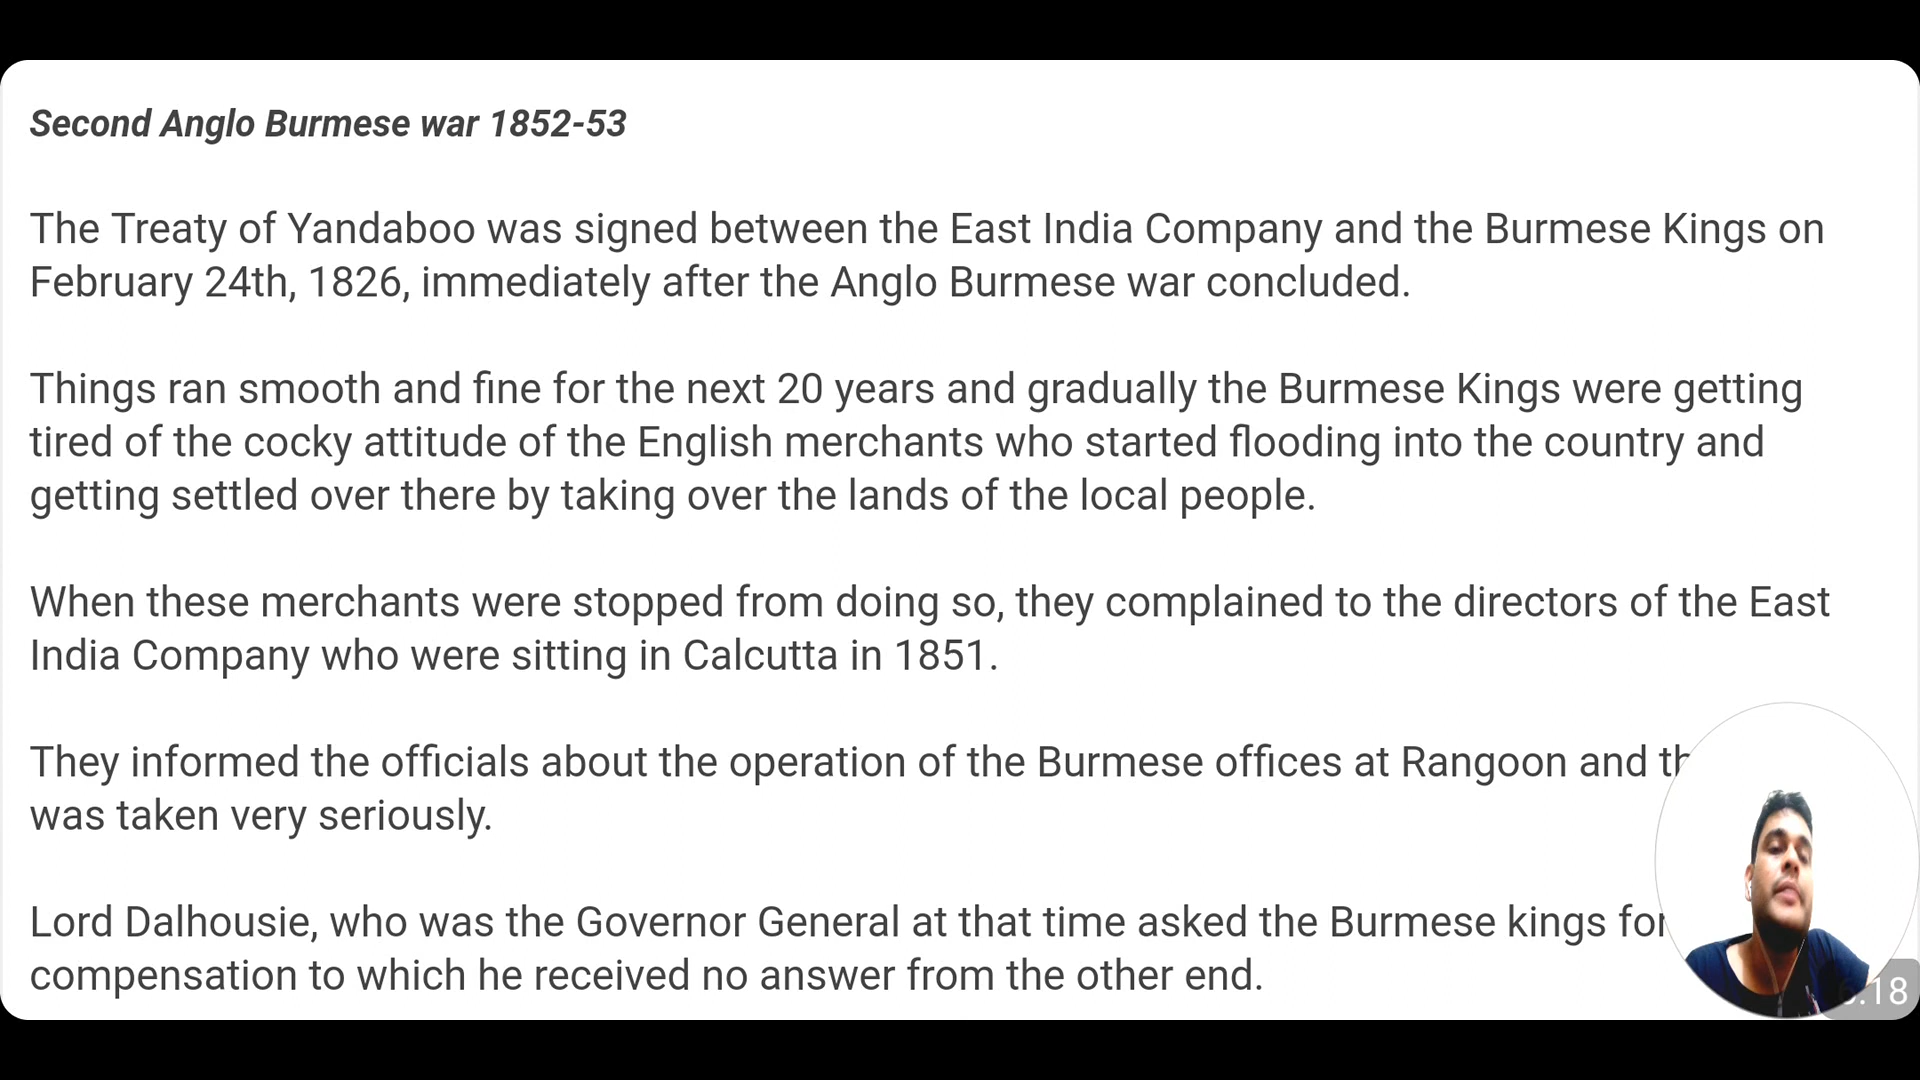 Second Anglo Burmese war 1852-53
The Treaty of Yandaboo was signed between the East India Company and the Burmese Kings on
February 24th, 1826, immediately after the Anglo Burmese war concluded.
Things ran smooth and fine for the next 20 years and gradually the Burmese Kings were getting
tired of the cocky attitude of the English merchants who started flooding into the country and
getting settled over there by taking over the lands of the local people.
When these merchants were stopped from doing so, they complained to the directors of the East
India Company who were sitting in Calcutta in 1851.
They informed the officials about the operation of the Burmese offices at Rangoon and
was taken very seriously.
Lord Dalhousie, who was the Governor General at that time asked the Burmese kings for
compensation to which he received no answer from the other end.